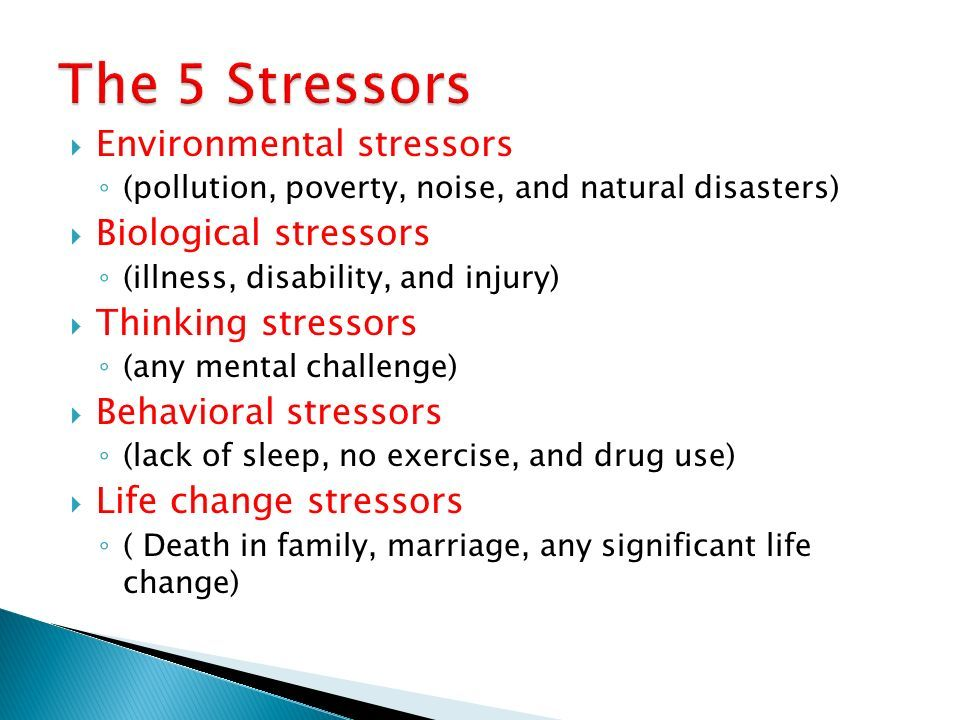 The 5 Stressors
Environmental stressors
(pollution, poverty, noise, and natural disasters)
Biological stressors
(illness, disability, and injury)
Thinking stressors
(any mental challenge)
Behavioral stressors
(lack of sleep, no exercise, and drug use)
Life change stressors
( Death in family, marriage, any significant life
change)